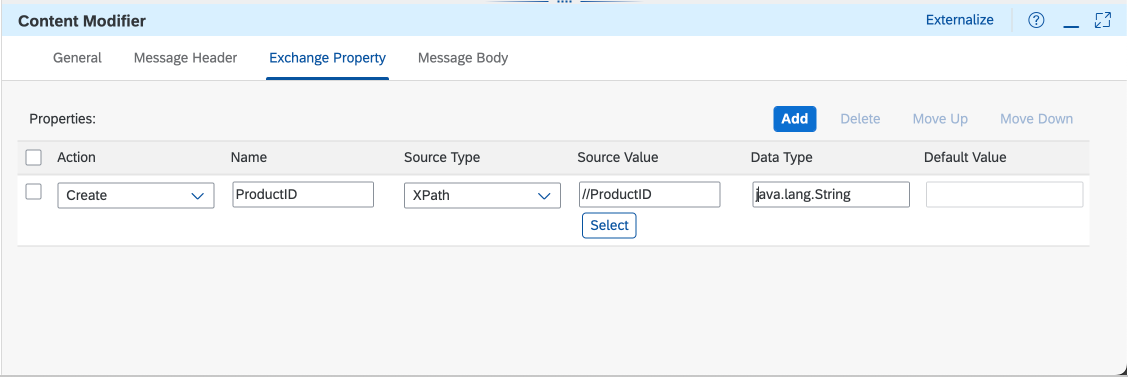 Content Modifier Externalize
General Message Header Exchange Property Message Body
Properties: Add Delete Move Up Move Down
Action Name Source Type Source Value Data Type Default Value
Create ProductID XPath //ProductID java.lang.String
Select